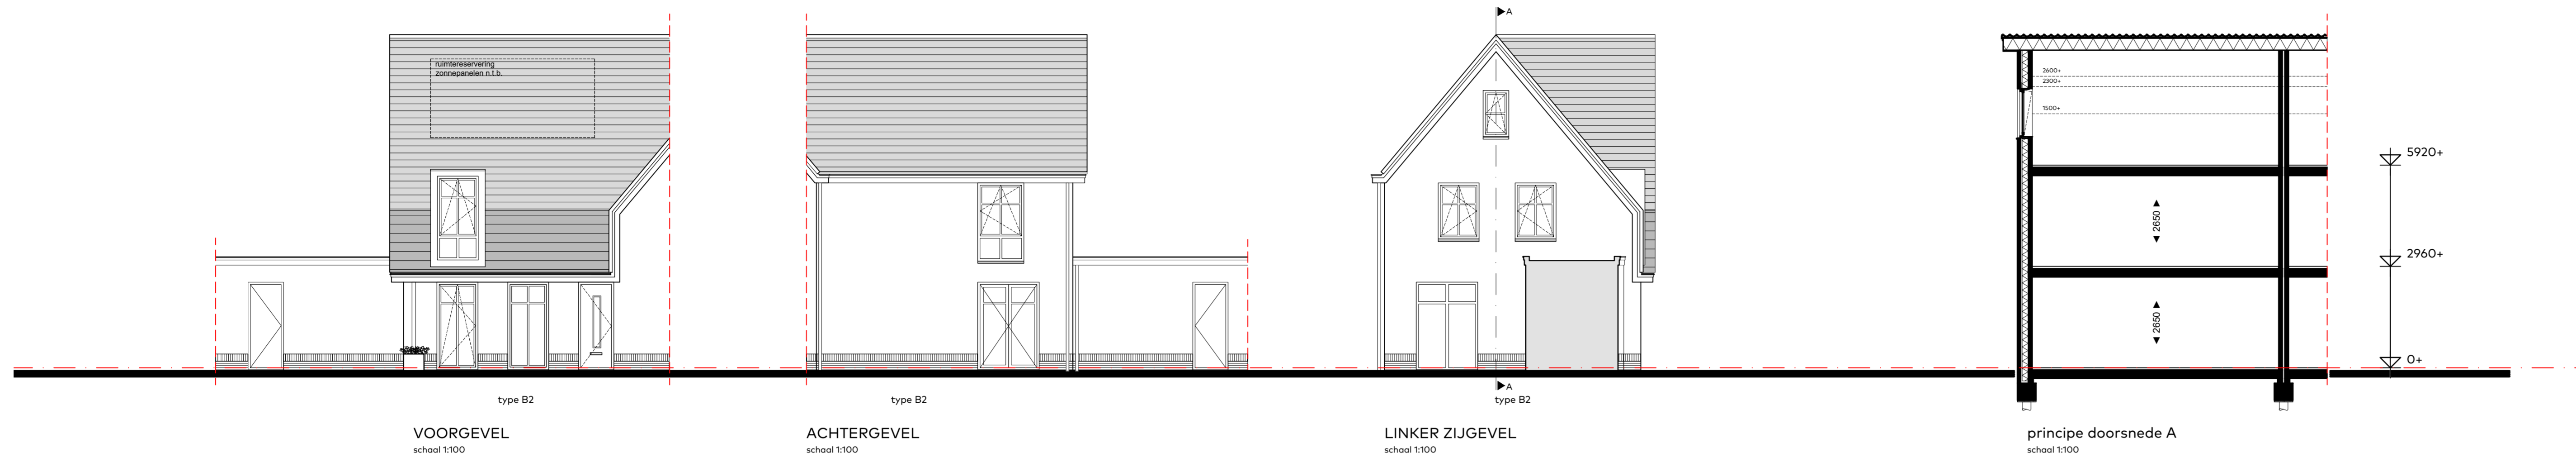 ruimtereservering
zonnepanelen n.t.b.
type B2
VOORGEVEL
schaal 1:100
type B2
ACHTERGEVEL
schaal 1:100
A
A
type B2
LINKER ZIJGEVEL
schaal 1:100
2600+
2300+
1500+
2650
2650
5920+
2960+
0+
principe doorsnede A
schaal 1:100